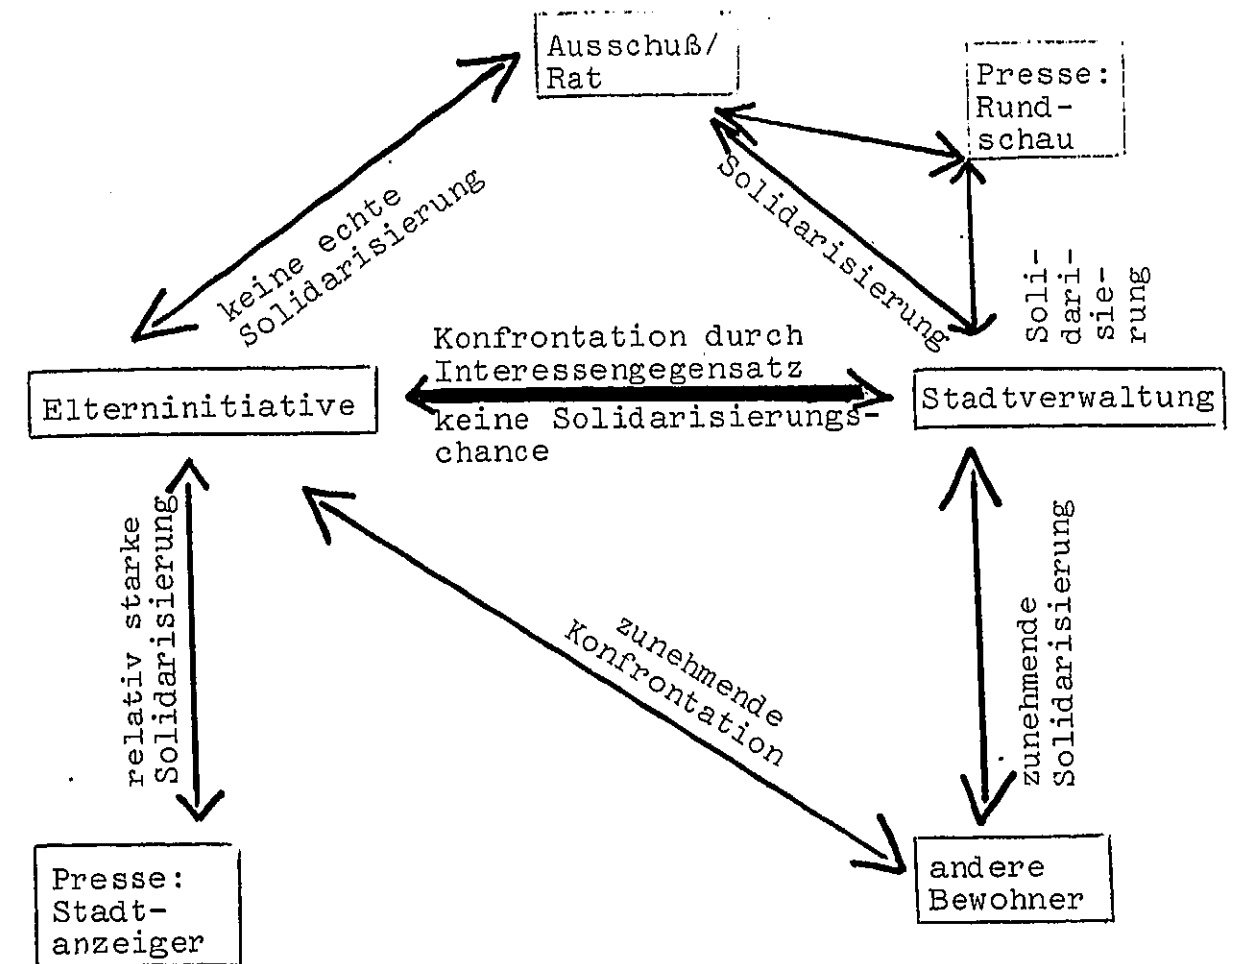 Ausschuß/
Rat
Presse:
Rund-
schau
keine echte
Solidarisierung
Solidarisierung
Soli-
dari-
sie-
rung
Konfrontation durch
Interessengegensatz
keine Solidarisierungs-
chance
Elterninitiative
Stadtverwaltung
relativ starke
Solidarisierung
zunehmende
Konfrontation
zunehmende
Solidarisierung
Presse:
Stadt-
anzeiger
andere
Bewohner